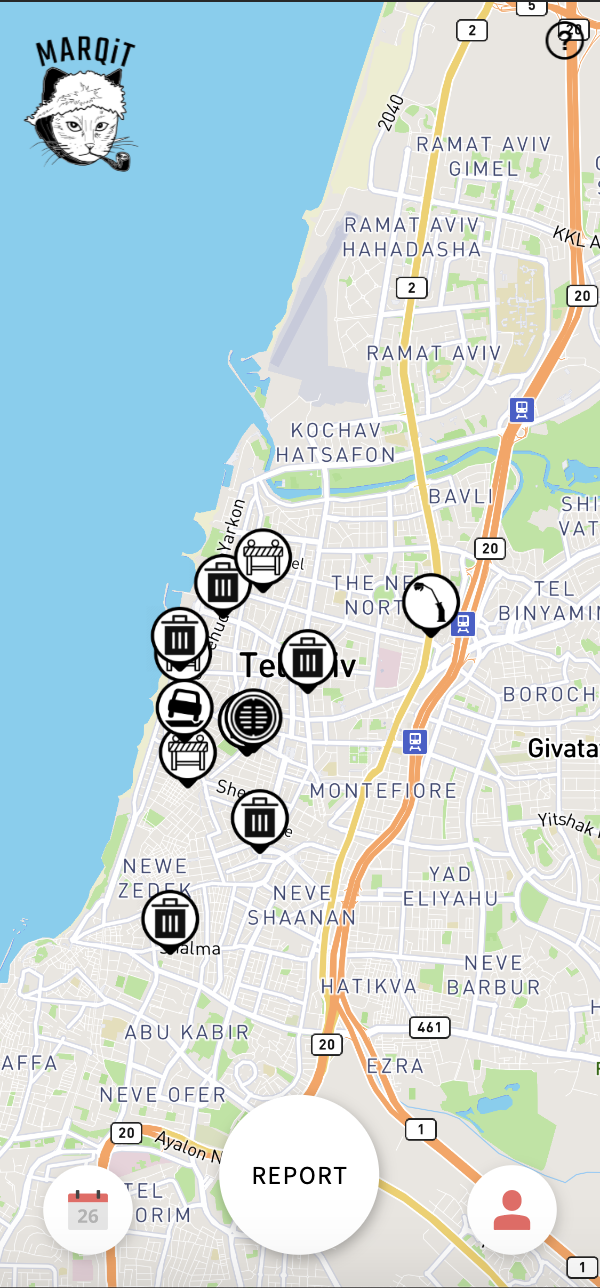 MARQiT
5
2
20
?
2040
RAMAT AVIV
GIMEL
KKL A
RAMAT AVIV
HAHADASHA
2
20
RAMAT AVIV
KOCHAV
HATSAFON
BAVLI
SHI
VAT
Yarkon
20
el
THE NE
NORT
TEL
BINYAMIN
Tel
iv
BOROCH
Givata
MONTEFIORE
She
e
Yitshak
NEWE
ZEDEK
YAD
ELIYAHU
NEVE
SHAANAN
alma
NEVE
BARBUR
HATIKVA
461
ABU KABIR
20
AFFA
EZRA
NEVE OFER
20
1
Ayalon N
REPORT
26
TEL
ORIM
1